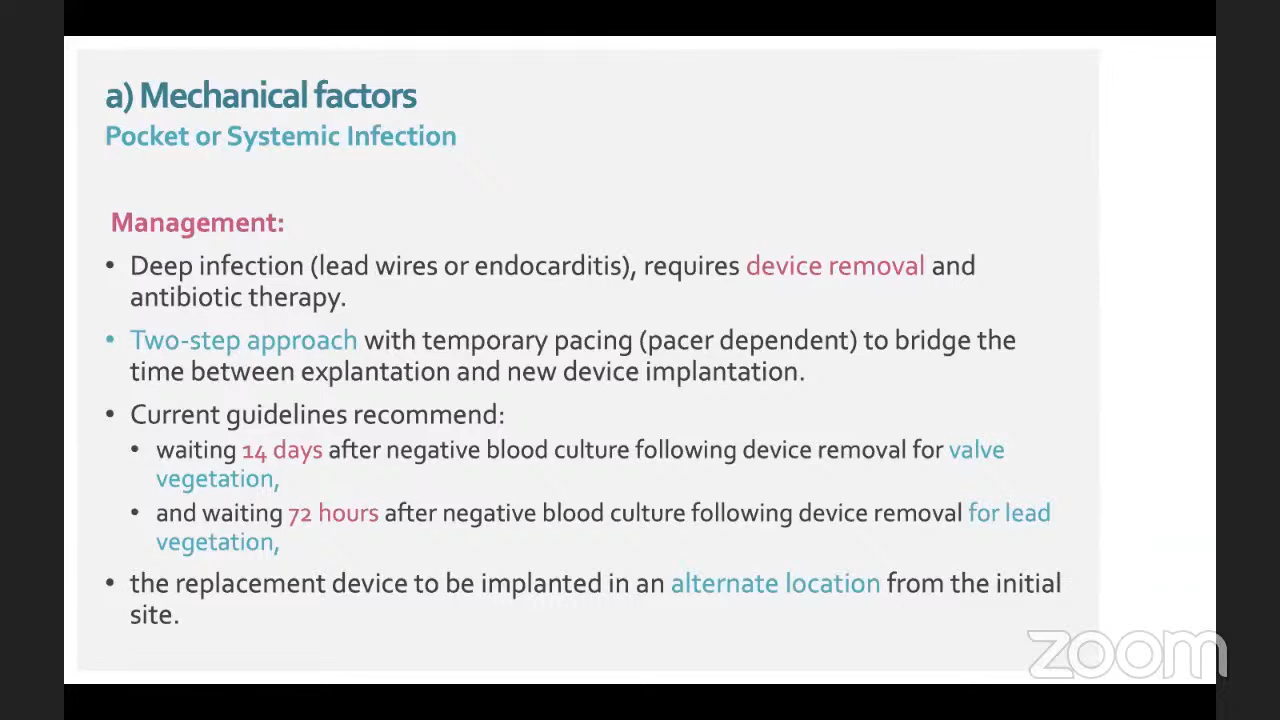 a) Mechanical factors
Pocket or Systemic Infection
Management:
• Deep infection (lead wires or endocarditis), requires device removal and
antibiotic therapy.
• Two-step approach with temporary pacing (pacer dependent) to bridge the
time between explantation and new device implantation.
• Current guidelines recommend:
• waiting 14 days after negative blood culture following device removal for valve
vegetation,
• and waiting 72 hours after negative blood culture following device removal for lead
vegetation,
• the replacement device to be implanted in an alternate location from the initial
site.
zoom